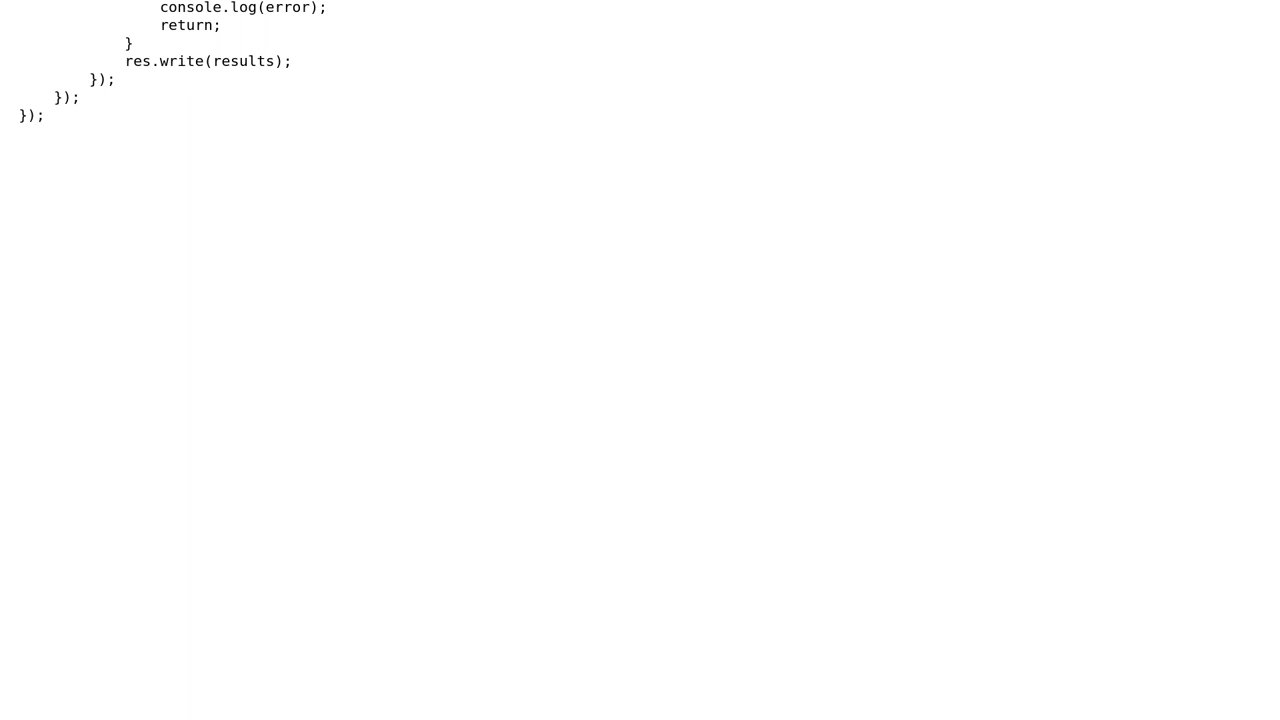 console.log(error);
                return;
            }
            res.write(results);
        });
    });
});